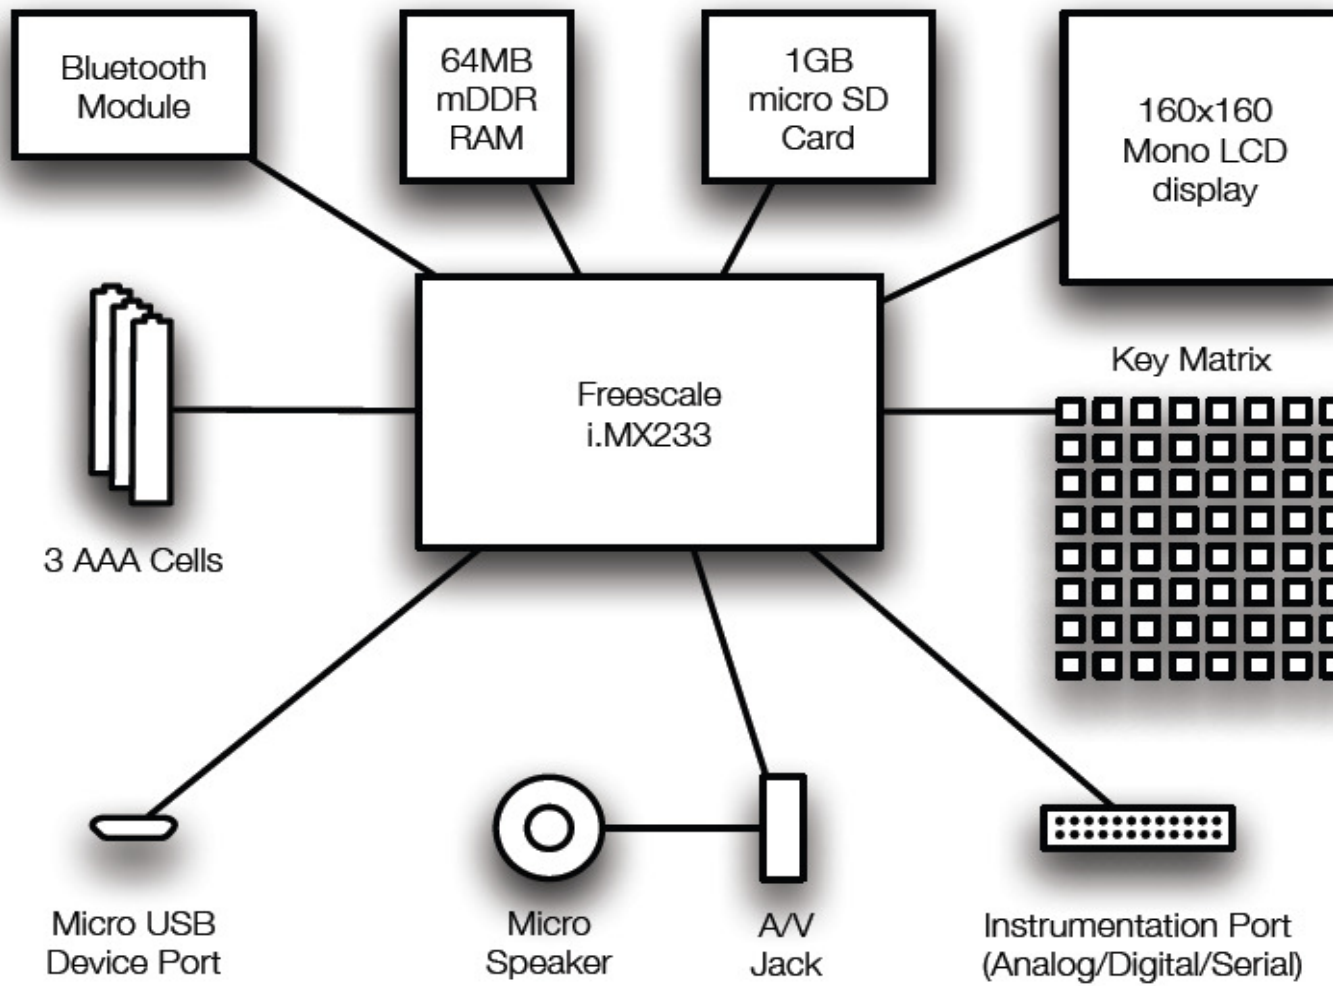 Bluetooth
Module
64MB
mDDR
RAM
1GB
micro SD
Card
160x160
Mono LCD
display
Freescale
i.MX233
Key Matrix
3 AAA Cells
Micro USB
Device Port
Micro
Speaker
A/V
Jack
Instrumentation Port
(Analog/Digital/Serial)